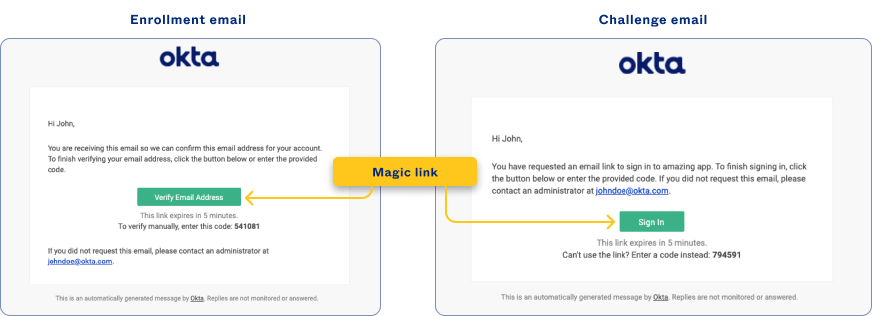 Enrollment email
okta
Hi John,
You are receiving this email so we can confirm this email address for your account.
To finish verifying your email address, click the button below or enter the provided
code.
Verify Email Address
This link expires in 5 minutes.
To verify manually, enter this code: 541081
If you did not request this email, please contact an administrator at
johndoe@okta.com.
This is an automatically generated message by Okta. Replies are not monitored or answered.
Magic link
Challenge email
okta
Hi John,
You have requested an email link to sign in to amazing app. To finish signing in, click
the button below or enter the provided code. If you did not request this email, please
contact an administrator at johndoe@okta.com.
Sign In
This link expires in 5 minutes.
Can't use the link? Enter a code instead: 794591
This is an automatically generated message by Okta. Replies are not monitored or answered.